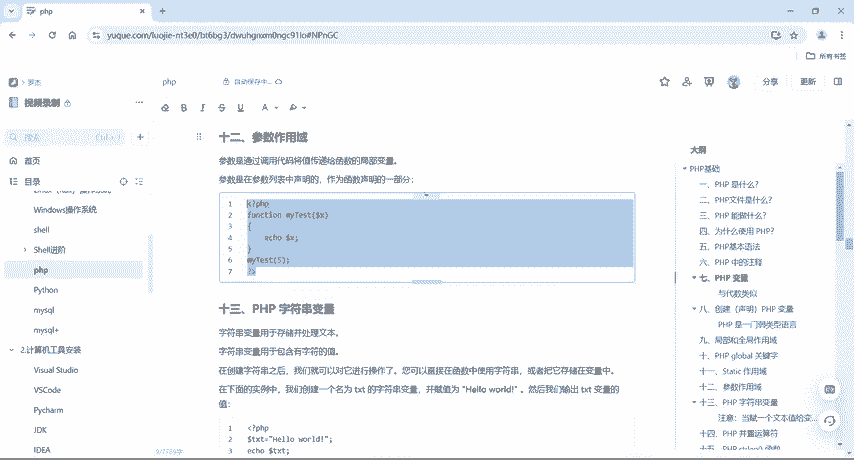 php
yuque.com/luojie-nt3e0/bt6bg3/dwuhgnxm0ngc91lo#NPnGC
所有书签
罗杰
php
自动保存中...
分享
更新
视频录制
B
I
S
U
A
搜索
首页
目录
Windows操作系统
shell
Shell进阶
php
Python
mysql
mysql+
2.计算机工具安装
Visual Studio
VSCode
Pycharm
JDK
IDEA
十二、参数作用域
参数是通过调用代码将值传递给函数的局部变量。
参数是在参数列表中声明的，作为函数声明的一部分：
1 <?php
2 function myTest($x)
3 {
4 echo $x;
5 }
6 myTest(5);
7 ?>
十三、PHP 字符串变量
字符串变量用于存储并处理文本。
字符串变量用于包含有字符的值。
在创建字符串之后，我们就可以对它进行操作了。您可以直接在函数中使用字符串，或者把它存储在变量中。
在下面的实例中，我们创建一个名为 txt 的字符串变量，并赋值为 "Hello world!" 。然后我们输出 txt 变量的
值：
1 <?php
2 $txt="Hello world!";
3 echo $txt;
大纲
PHP基础
一、PHP 是什么？
二、PHP文件是什么？
三、PHP 能做什么？
四、为什么使用 PHP？
五、PHP基本语法
六、PHP 中的注释
七、PHP 变量
与代数类似
八、创建（声明）PHP 变量
PHP 是一门弱类型语言
九、局部和全局作用域
十、PHP global 关键字
十一、Static 作用域
十二、参数作用域
十三、PHP 字符串变量
注意：当赋一个文本值给变...
十四、PHP 并置运算符
十五、PHP strlen() 函数